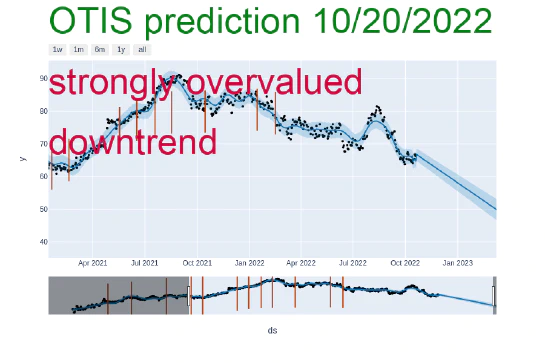 OTIS prediction 10/20/2022
1w 1m 6m 1y all
strongly overvalued
downtrend
90
80
70
60
50
40
y
Apr 2021 Jul 2021 Oct 2021 Jan 2022 Apr 2022 Jul 2022 Oct 2022 Jan 2023
ds